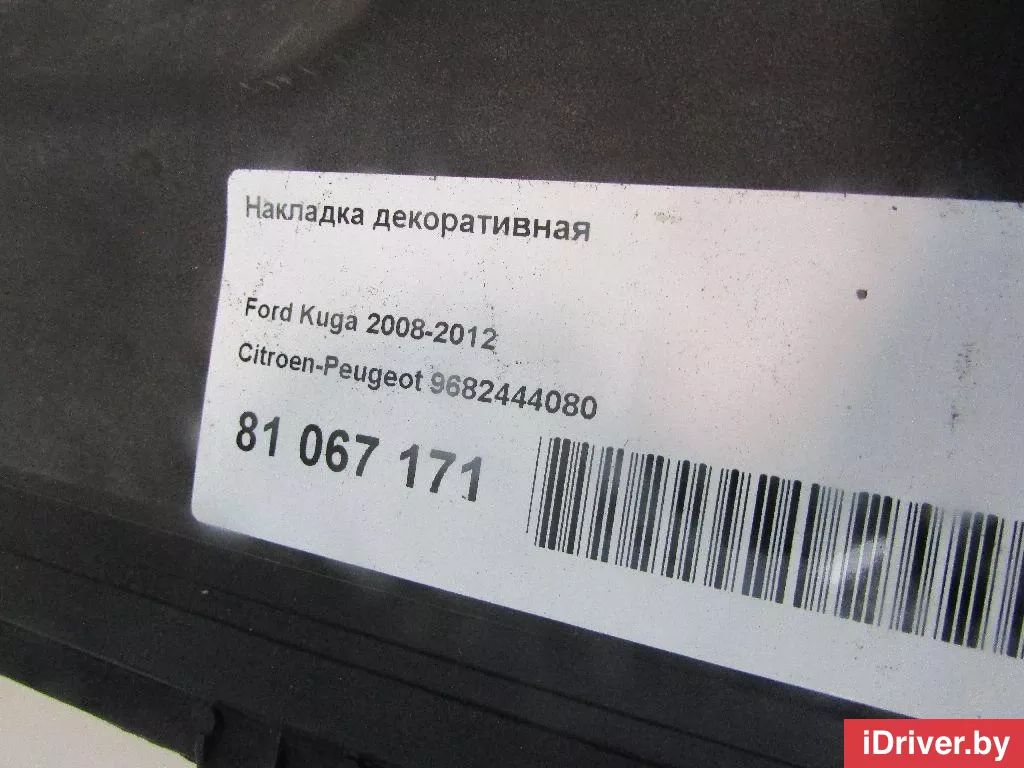 Накладка декоративная
Ford Kuga 2008-2012
Citroen-Peugeot 9682444080
81 067 171
iDriver.by